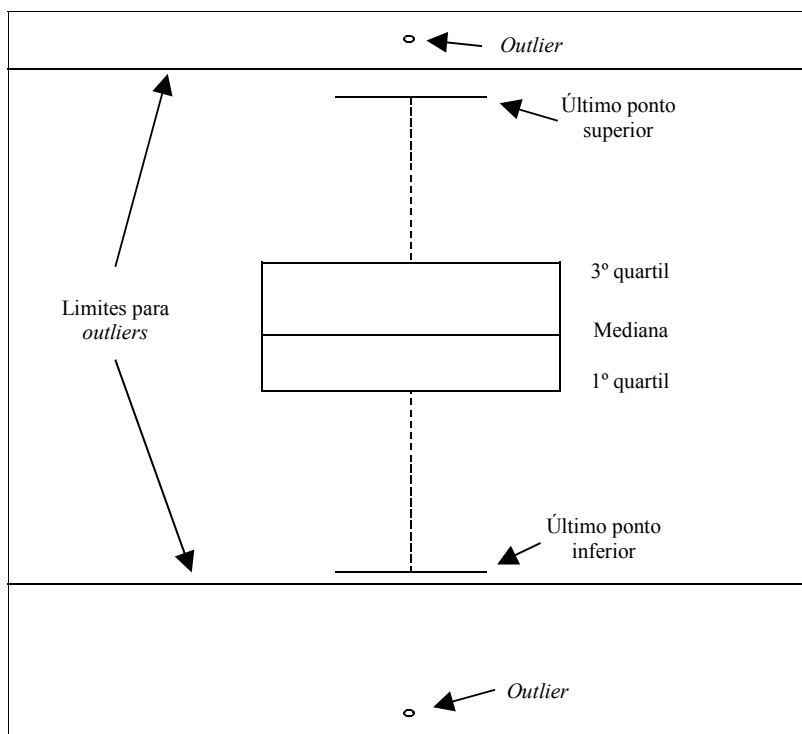 Outlier
Último ponto
superior
3º quartil
Limites para
outliers
Mediana
1º quartil
Último ponto
inferior
Outlier